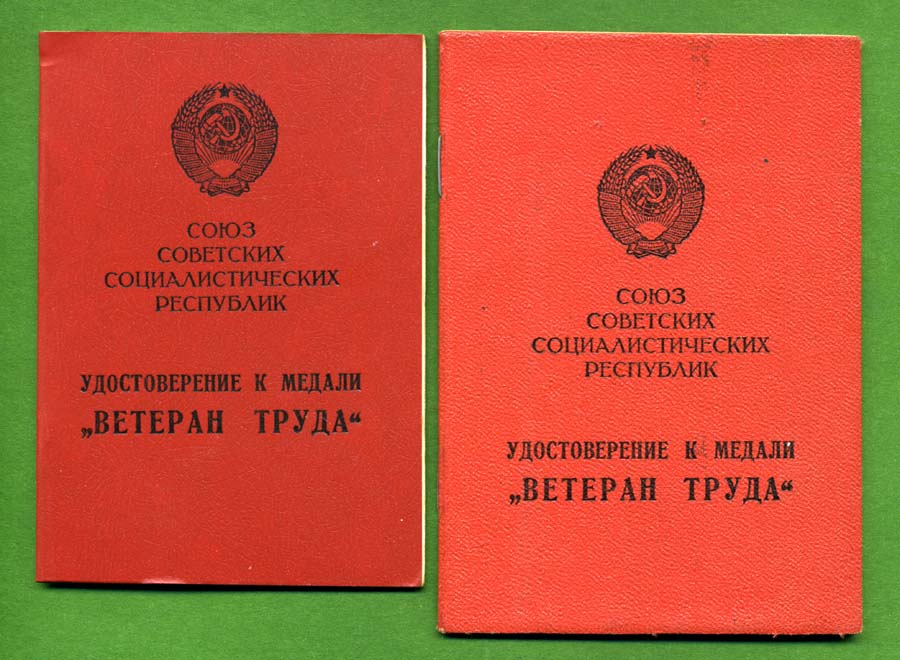 СОЮЗ
СОВЕТСКИХ
СОЦИАЛИСТИЧЕСКИХ
РЕСПУБЛИК
УДОСТОВЕРЕНИЕ К МЕДАЛИ
„ВЕТЕРАН ТРУДА“
СОЮЗ
СОВЕТСКИХ
СОЦИАЛИСТИЧЕСКИХ
РЕСПУБЛИК
УДОСТОВЕРЕНИЕ К МЕДАЛИ
„ВЕТЕРАН ТРУДА“